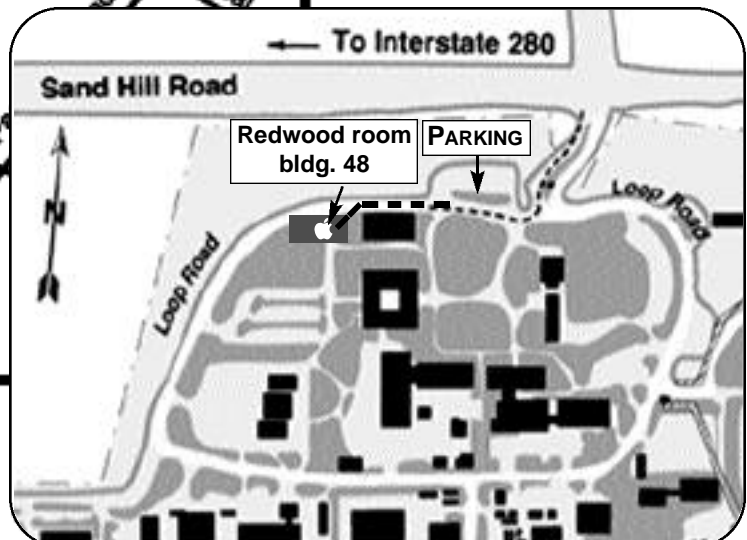 To Interstate 280
Sand Hill Road
Redwood room
bldg. 48
PARKING
Loop Road
N
Loop Road